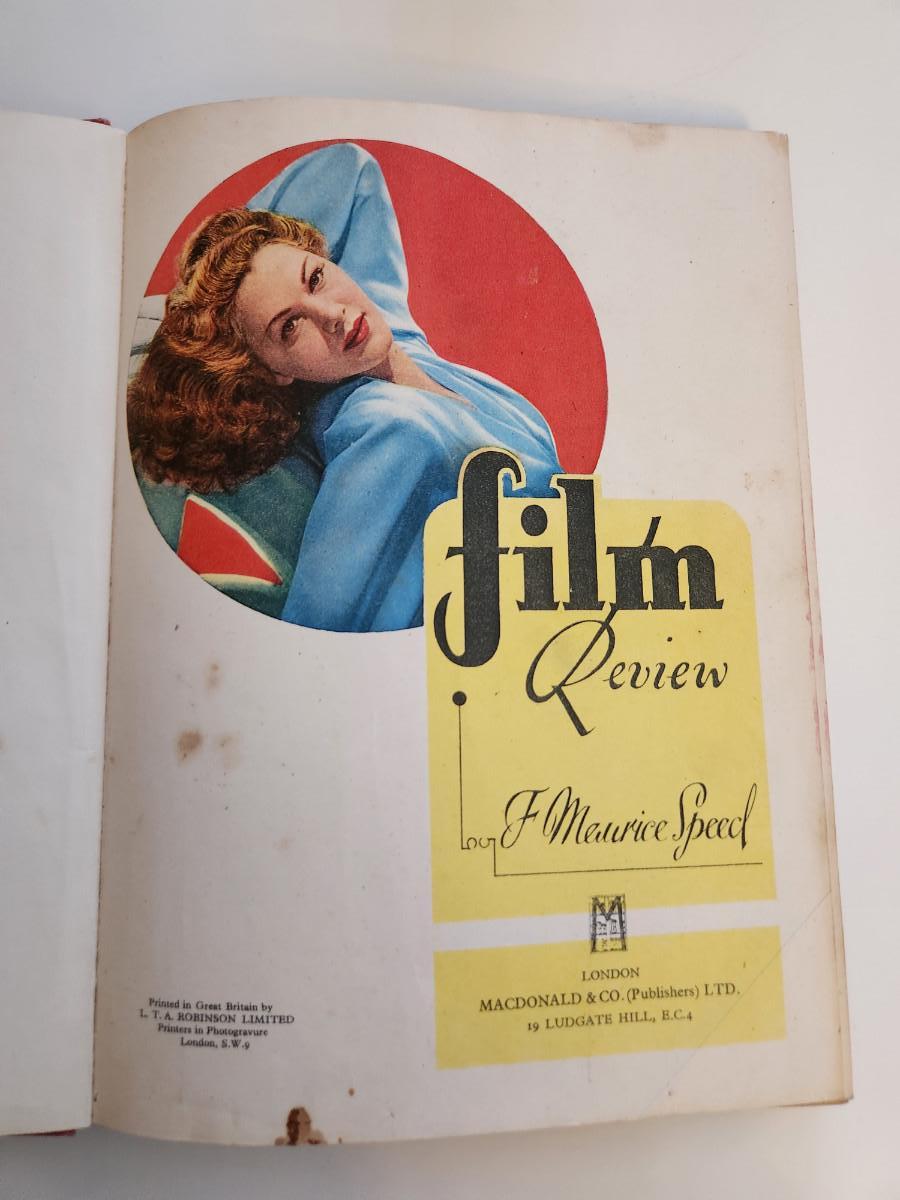 film
Review
by
F Maurice Speed
M
LONDON
MACDONALD & CO. (Publishers) LTD.
19 LUDGATE HILL, E.C.4
Printed in Great Britain by
L. T. A. ROBINSON LIMITED
Printers in Photogravure
London, S.W.9